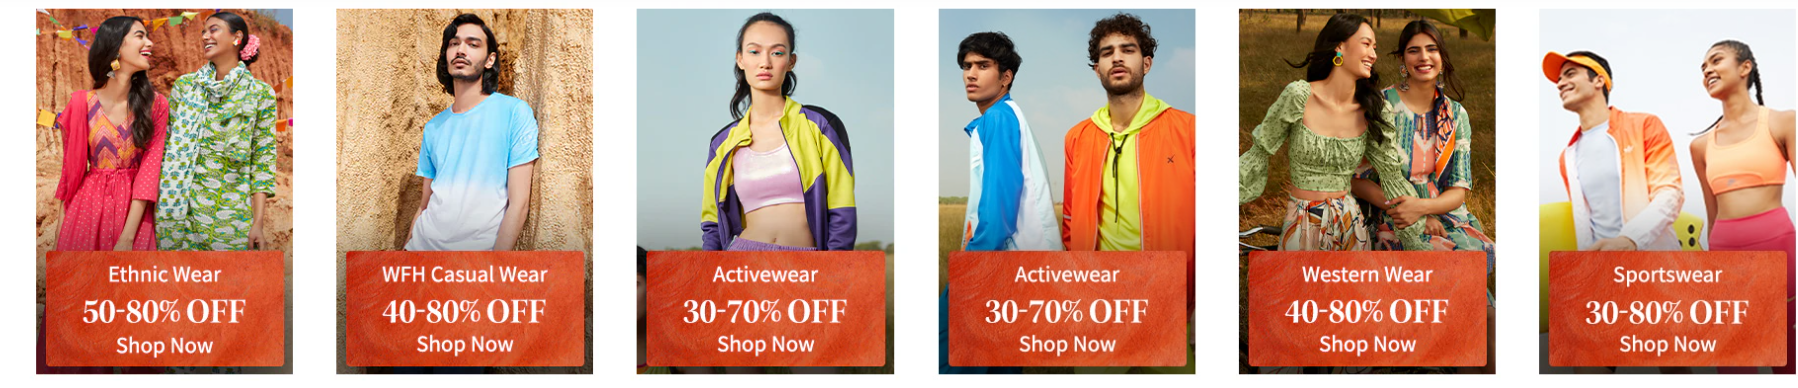 Ethnic Wear
50-80% OFF
Shop Now
WFH Casual Wear
40-80% OFF
Shop Now
Activewear
30-70% OFF
Shop Now
Activewear
30-70% OFF
Shop Now
Western Wear
40-80% OFF
Shop Now
Sportswear
30-80% OFF
Shop Now